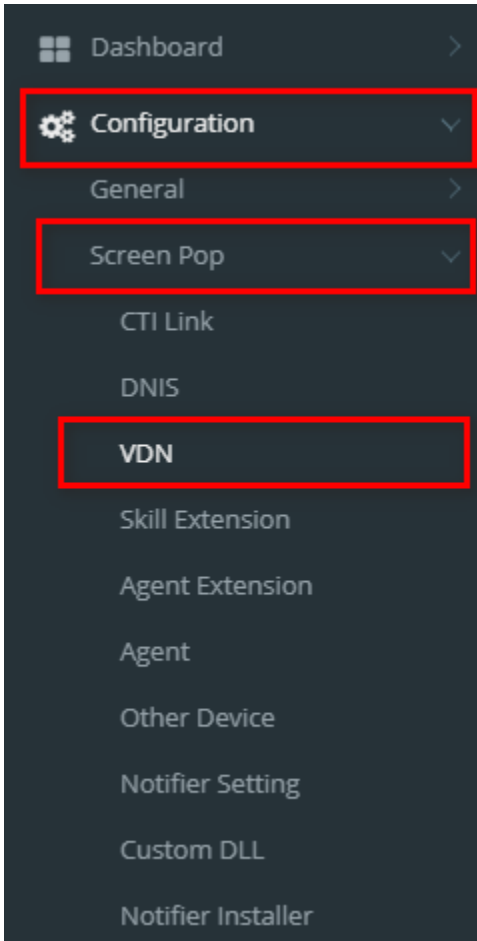 Dashboard
Configuration
General
Screen Pop
CTI Link
DNIS
VDN
Skill Extension
Agent Extension
Agent
Other Device
Notifier Setting
Custom DLL
Notifier Installer